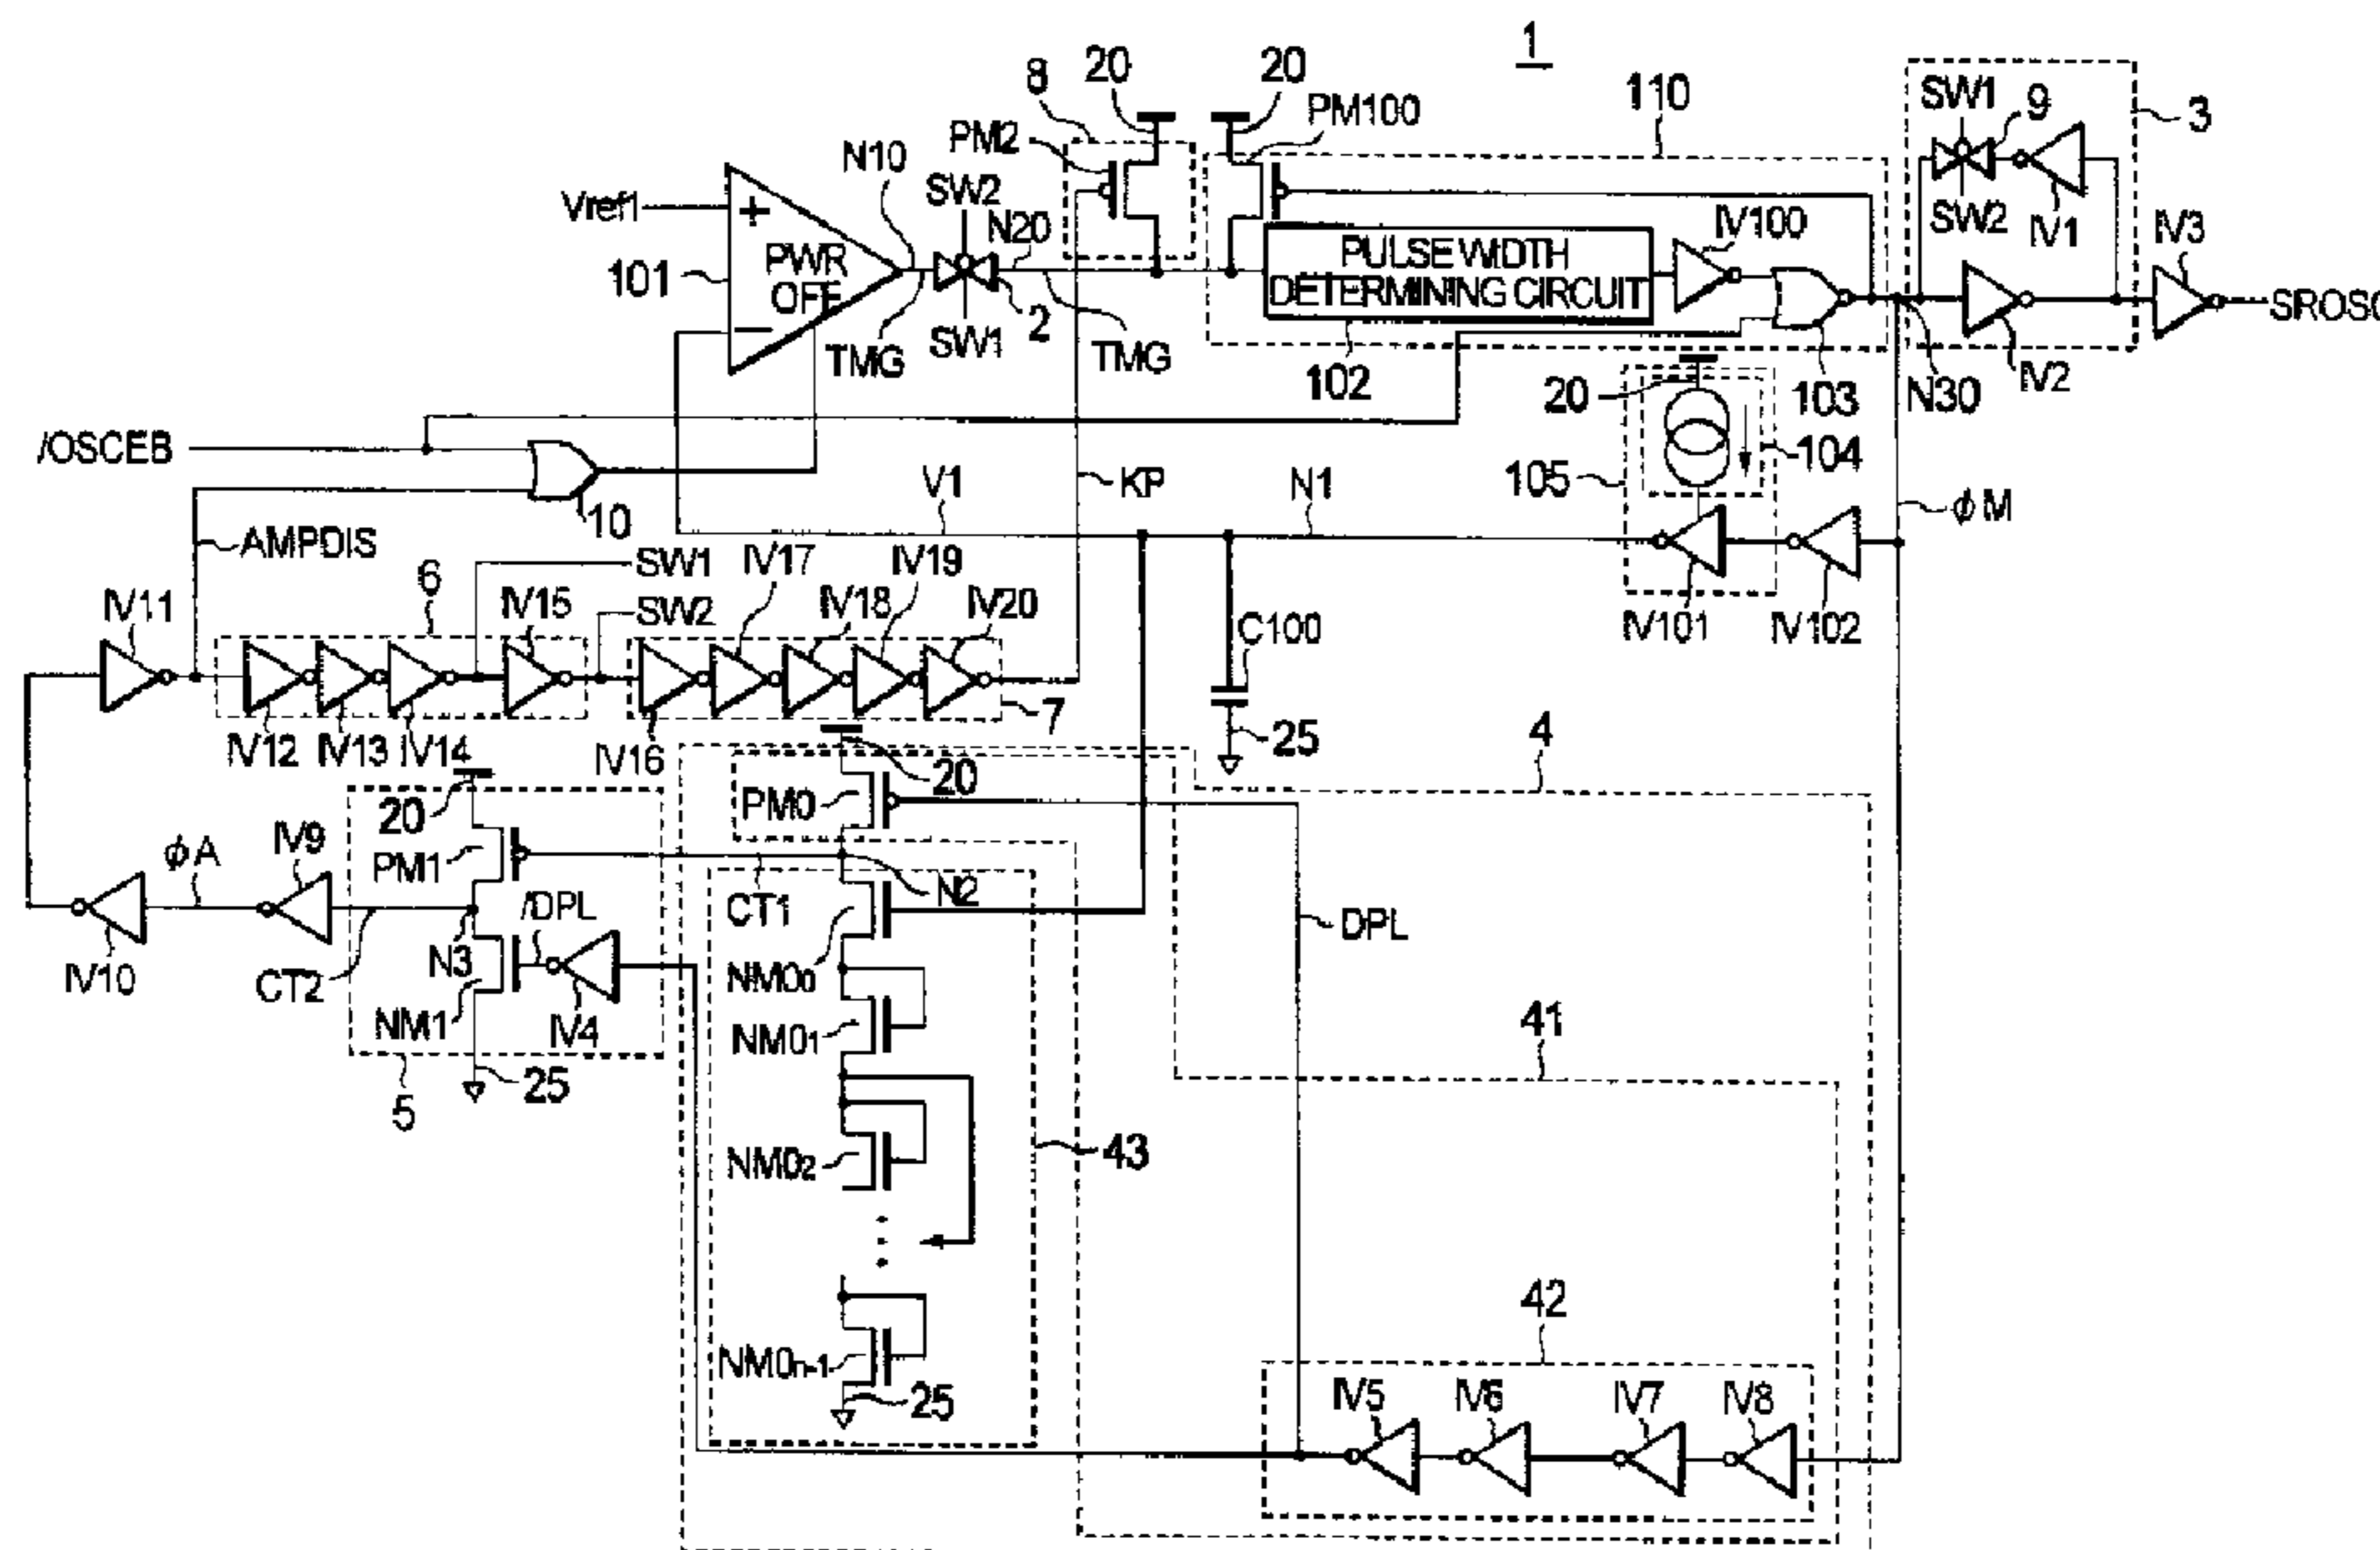 1
8 20 20
PM2 PM100 110
SW1 9 3
N10
Vref1 + SW2 N20 SW2 IV1 IV3
101 PWR OFF PULSE WIDTH DETERMINING CIRCUIT IV100
SROSC
− TMG SW1 2 TMG 102 20 103 N30 IV2
/OSCEB 10 V1 KP N1 105 104 φM
AMPDIS
IV11 6 SW1 IV17 IV19
IV15 SW2 IV18 IV20 C100 IV101 IV102
IV12 IV13 IV14 IV16 7 25 4
20 PM0 20
φA IV9 PM1
/DPL CT1 N2 DPL
IV10 CT2 N3 NM1 IV4 NM00
NM01 41
5 25
NM02 43
42
NM0n-1 25 IV5 IV6 IV7 IV8